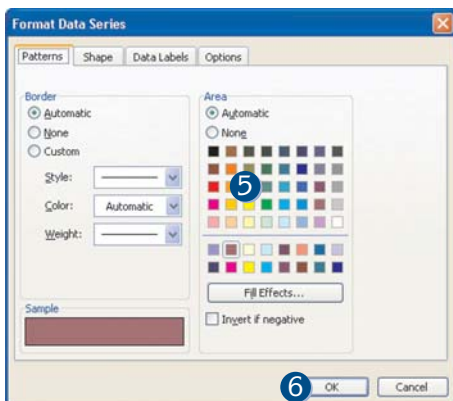 Format Data Series
Patterns Shape Data Labels Options
Border
Automatic
None
Custom
Style:
Color: Automatic
Weight:
Sample
Area
Automatic
None
5
Fill Effects...
Invert if negative
6 OK Cancel